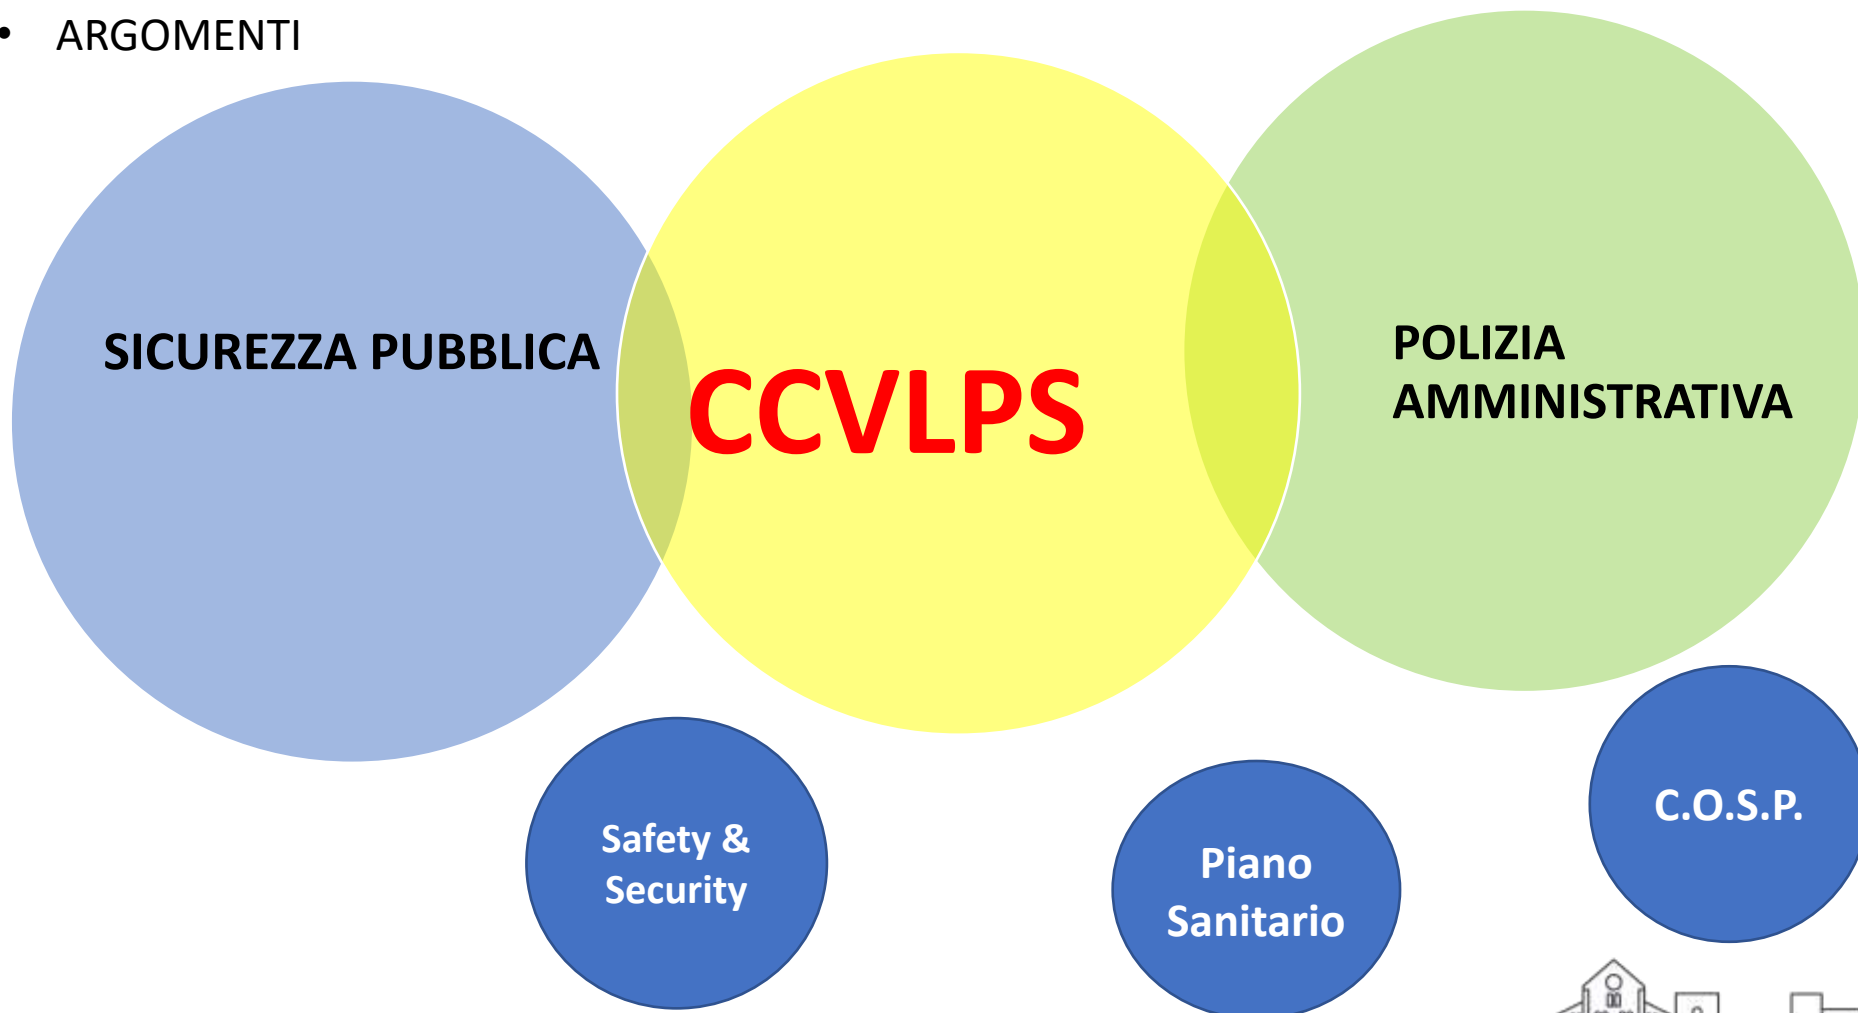 • ARGOMENTI
SICUREZZA PUBBLICA
CCVLPS
POLIZIA
AMMINISTRATIVA
Safety &
Security
Piano
Sanitario
C.O.S.P.